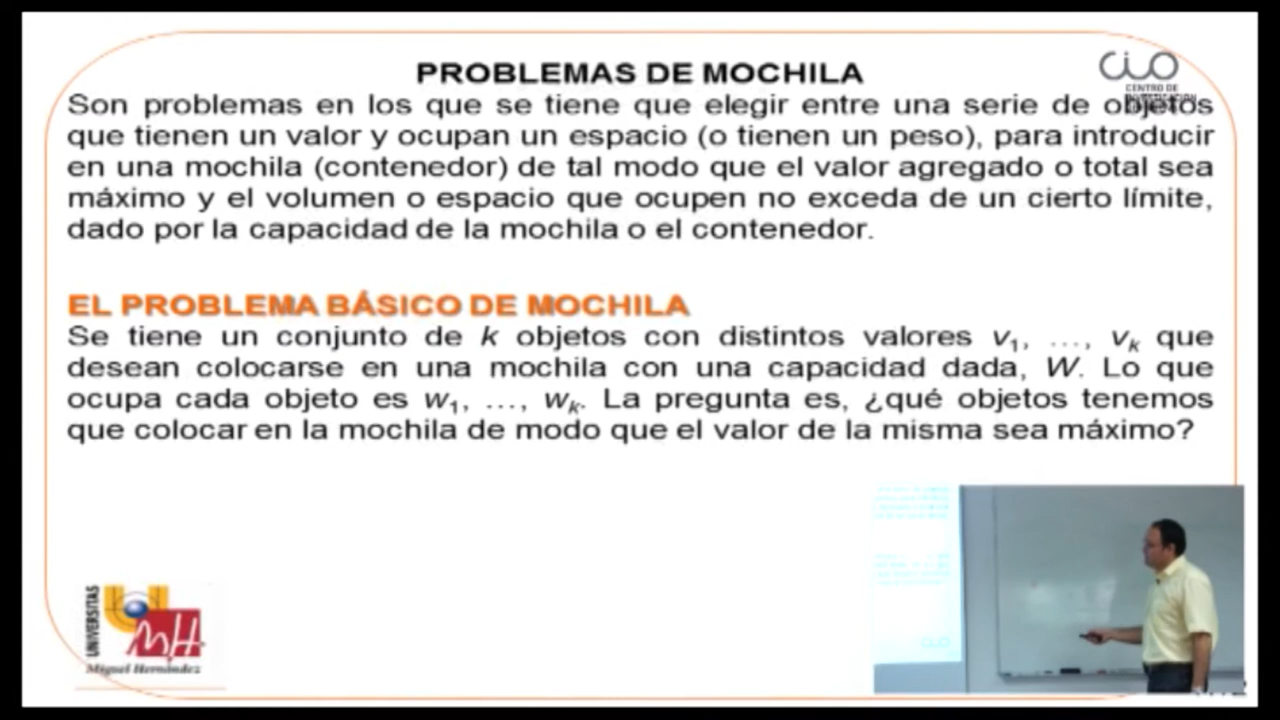 PROBLEMAS DE MOCHILA
CIO
CENTRO DE
Son problemas en los que se tiene que elegir entre una serie de objetos
que tienen un valor y ocupan un espacio (o tienen un peso), para introducir
en una mochila (contenedor) de tal modo que el valor agregado o total sea
máximo y el volumen o espacio que ocupen no exceda de un cierto límite,
dado por la capacidad de la mochila o el contenedor.
EL PROBLEMA BÁSICO DE MOCHILA
Se tiene un conjunto de k objetos con distintos valores v1, ..., vk que
desean colocarse en una mochila con una capacidad dada, W. Lo que
ocupa cada objeto es w1, ..., wk. La pregunta es, ¿qué objetos tenemos
que colocar en la mochila de modo que el valor de la misma sea máximo?
UNIVERSITAS
Miguel Hernández